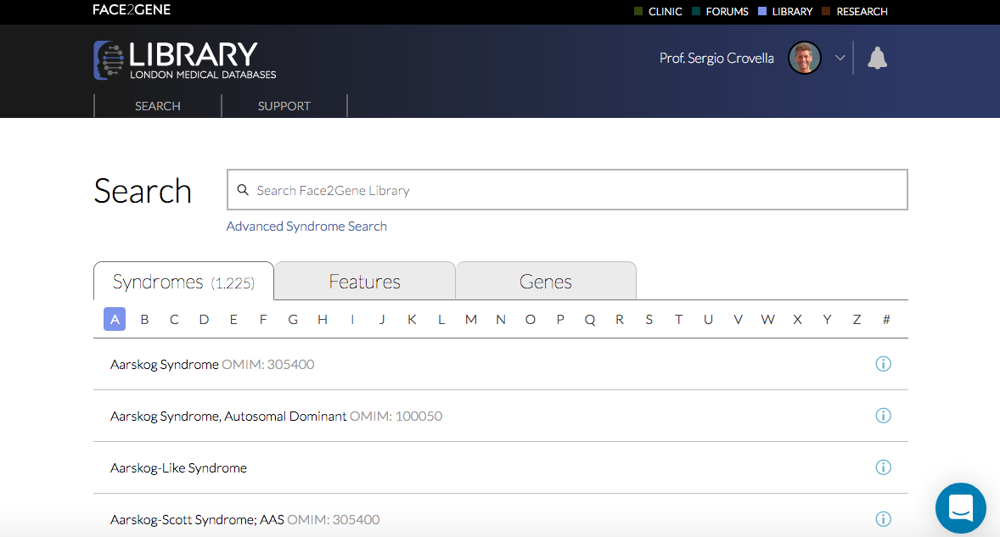 FACE2GENE
CLINIC FORUMS LIBRARY RESEARCH
LIBRARY
LONDON MEDICAL DATABASES
Prof. Sergio Crovella
SEARCH SUPPORT
Search
Search Face2Gene Library
Advanced Syndrome Search
Syndromes (1.225) Features Genes
A B C D E F G H I J K L M N O P Q R S T U V W X Y Z #
Aarskog Syndrome OMIM: 305400
Aarskog Syndrome, Autosomal Dominant OMIM: 100050
Aarskog-Like Syndrome
Aarskog-Scott Syndrome; AAS OMIM: 305400